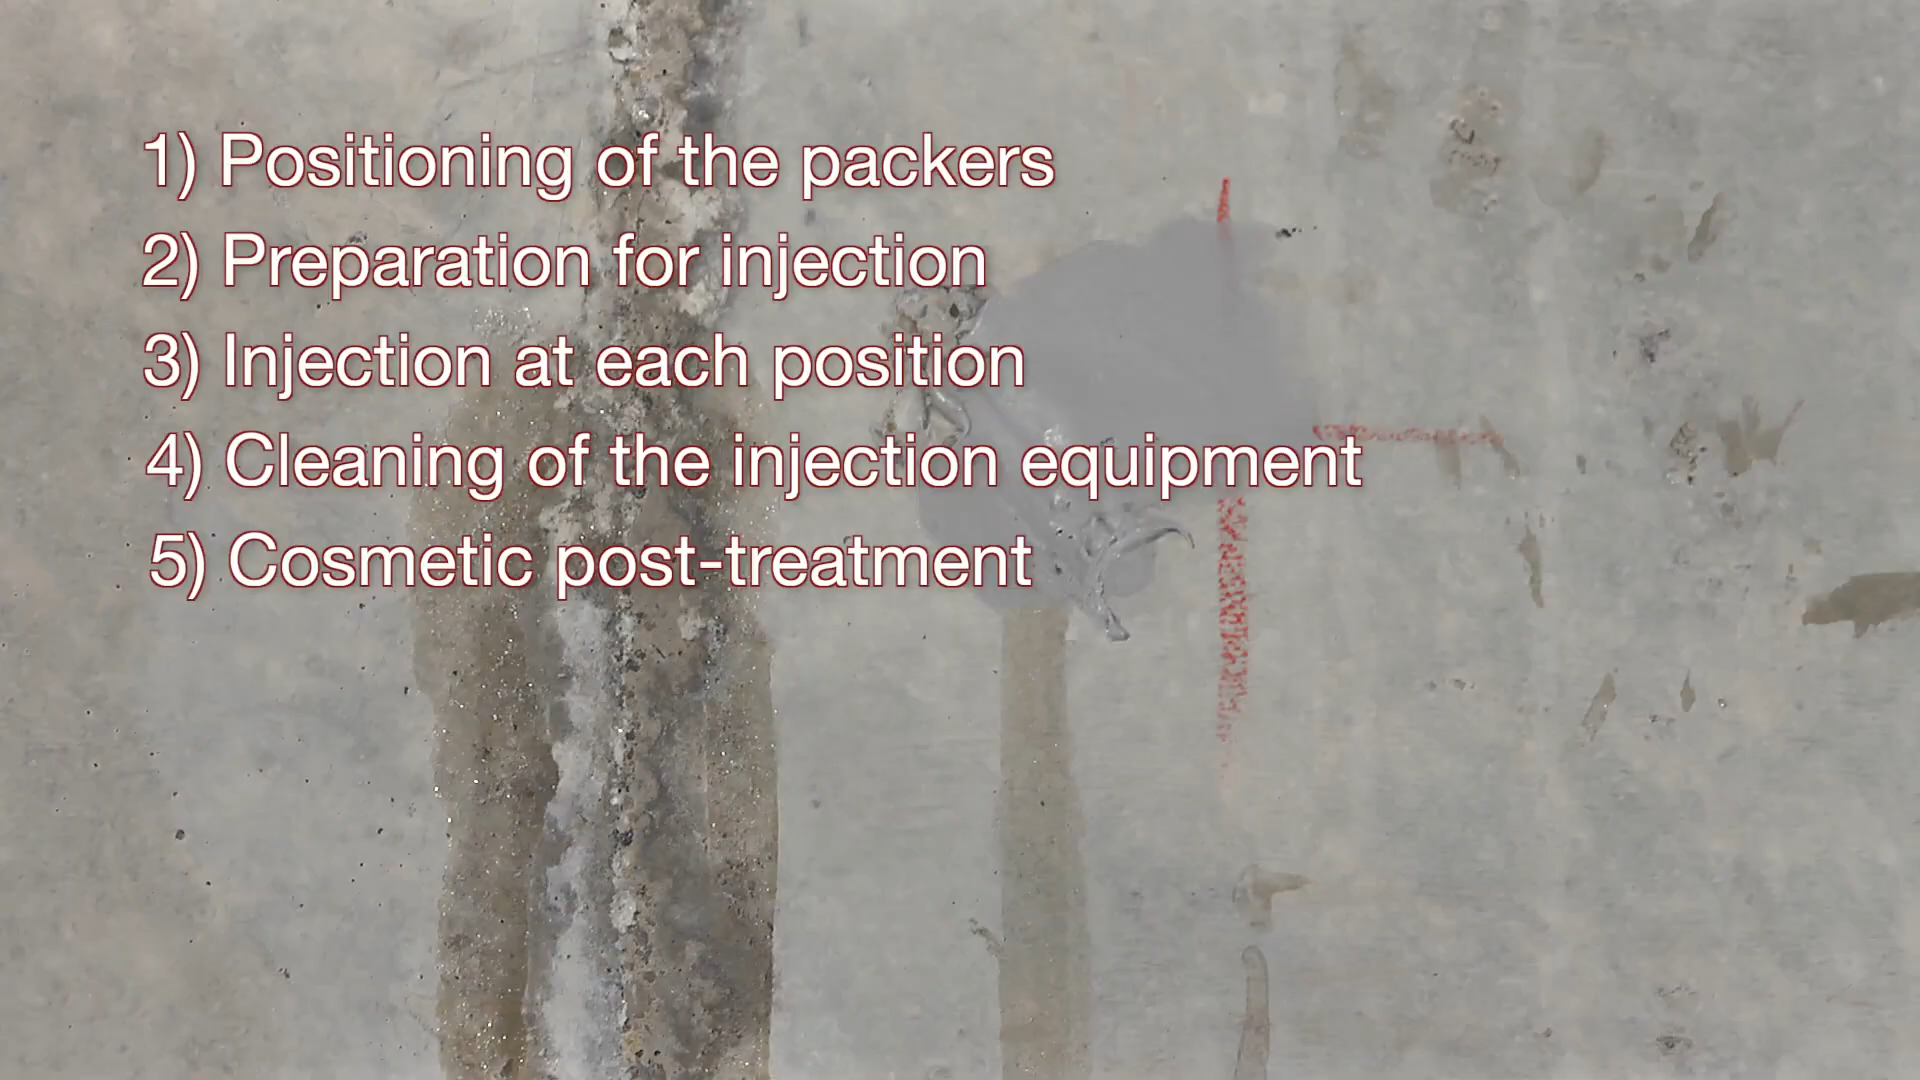 1) Positioning of the packers
2) Preparation for injection
3) Injection at each position
4) Cleaning of the injection equipment
5) Cosmetic post-treatment